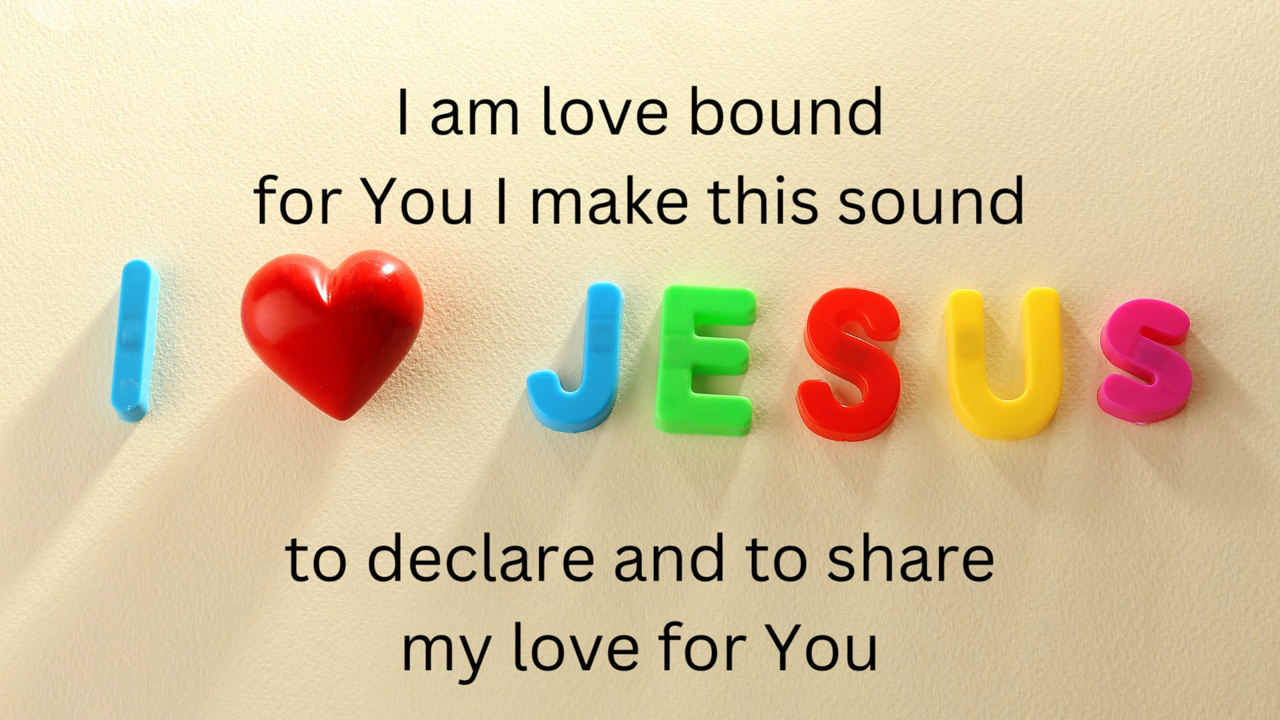 I am love bound
for You I make this sound
I ❤ JESUS
to declare and to share
my love for You